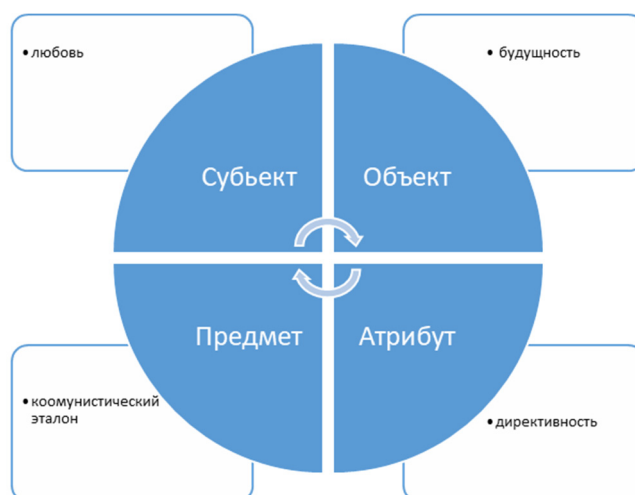 • любовь
• будущность
Субьект
Объект
Предмет
Атрибут
• коомунистический
эталон
• директивность